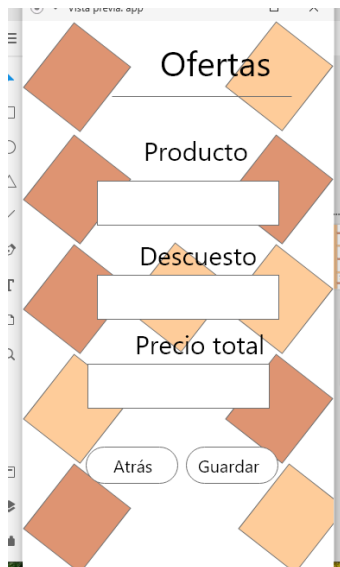 Vista previa: app
Ofertas
Producto
Descuesto
Precio total
Atrás
Guardar